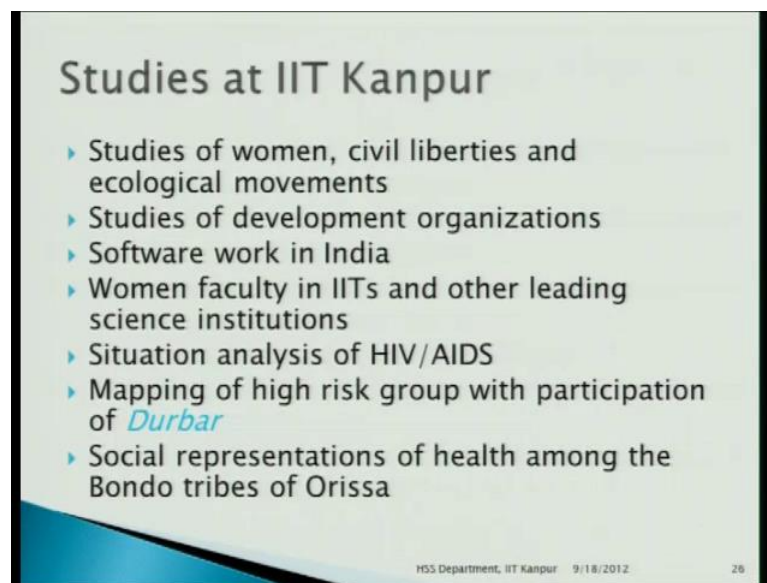 Studies at IIT Kanpur
Studies of women, civil liberties and
ecological movements
Studies of development organizations
Software work in India
Women faculty in IITs and other leading
science institutions
Situation analysis of HIV/AIDS
Mapping of high risk group with participation
of Durbar
Social representations of health among the
Bondo tribes of Orissa
HSS Department, IIT Kanpur 9/18/2012 26